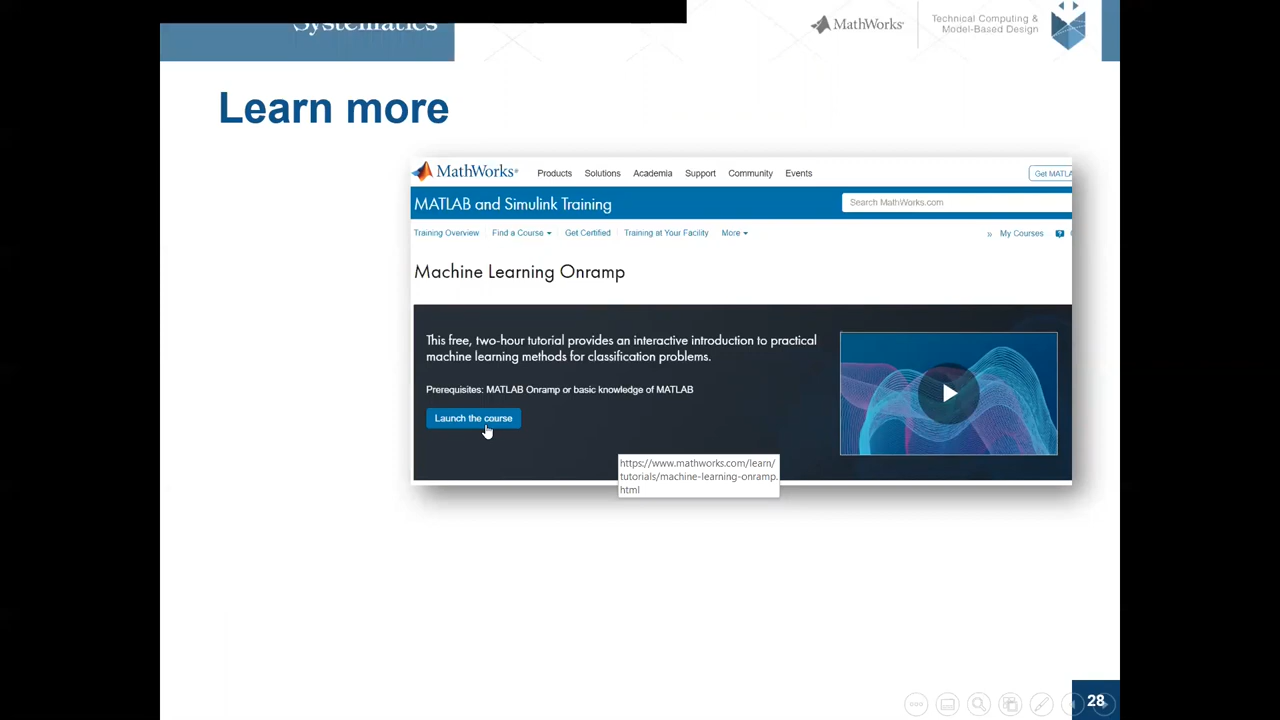 Systematics
MathWorks®
Technical Computing &
Model-Based Design
Learn more
MathWorks®
Products
Solutions
Academia
Support
Community
Events
Get MATLA
MATLAB and Simulink Training
Search MathWorks.com
Training Overview
Find a Course
Get Certified
Training at Your Facility
More
» My Courses
Machine Learning Onramp
This free, two-hour tutorial provides an interactive introduction to practical
machine learning methods for classification problems.
Prerequisites: MATLAB Onramp or basic knowledge of MATLAB
Launch the course
https://www.mathworks.com/learn/
tutorials/machine-learning-onramp.
html
28